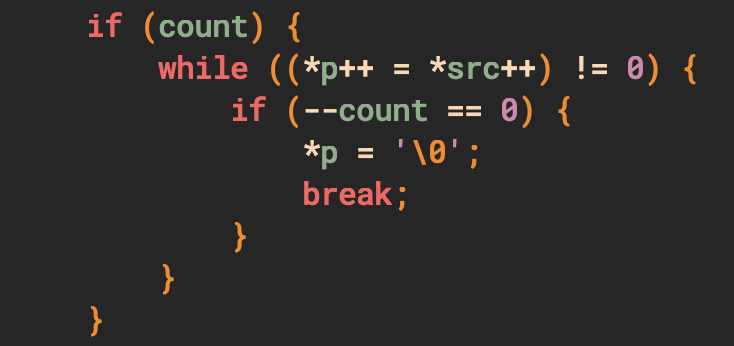 if (count) {
while ((*p++ = *src++) != 0) {
if (--count == 0) {
*p = '\0';
break;
}
}
}